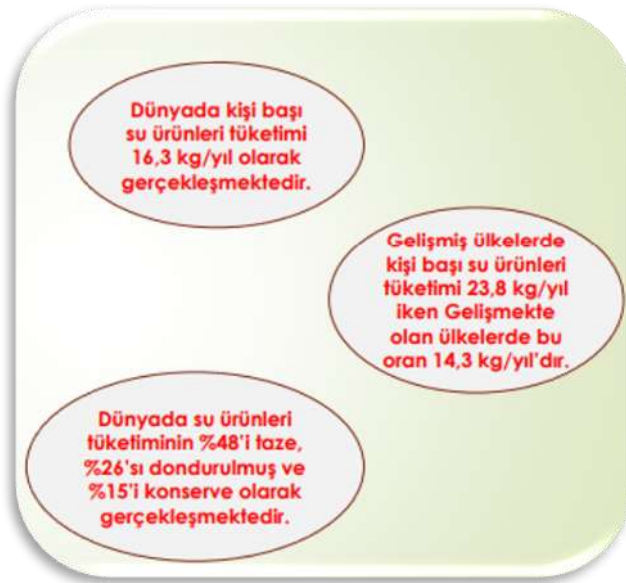 Dünyada kişi başı
su ürünleri tüketimi
16,3 kg/yıl olarak
gerçekleşmektedir.
Gelişmiş ülkelerde
kişi başı su ürünleri
tüketimi 23,8 kg/yıl
iken Gelişmekte
olan ülkelerde bu
oran 14,3 kg/yıl'dır.
Dünyada su ürünleri
tüketiminin %48'i taze,
%26'sı dondurulmuş ve
%15'i konserve olarak
gerçekleşmektedir.